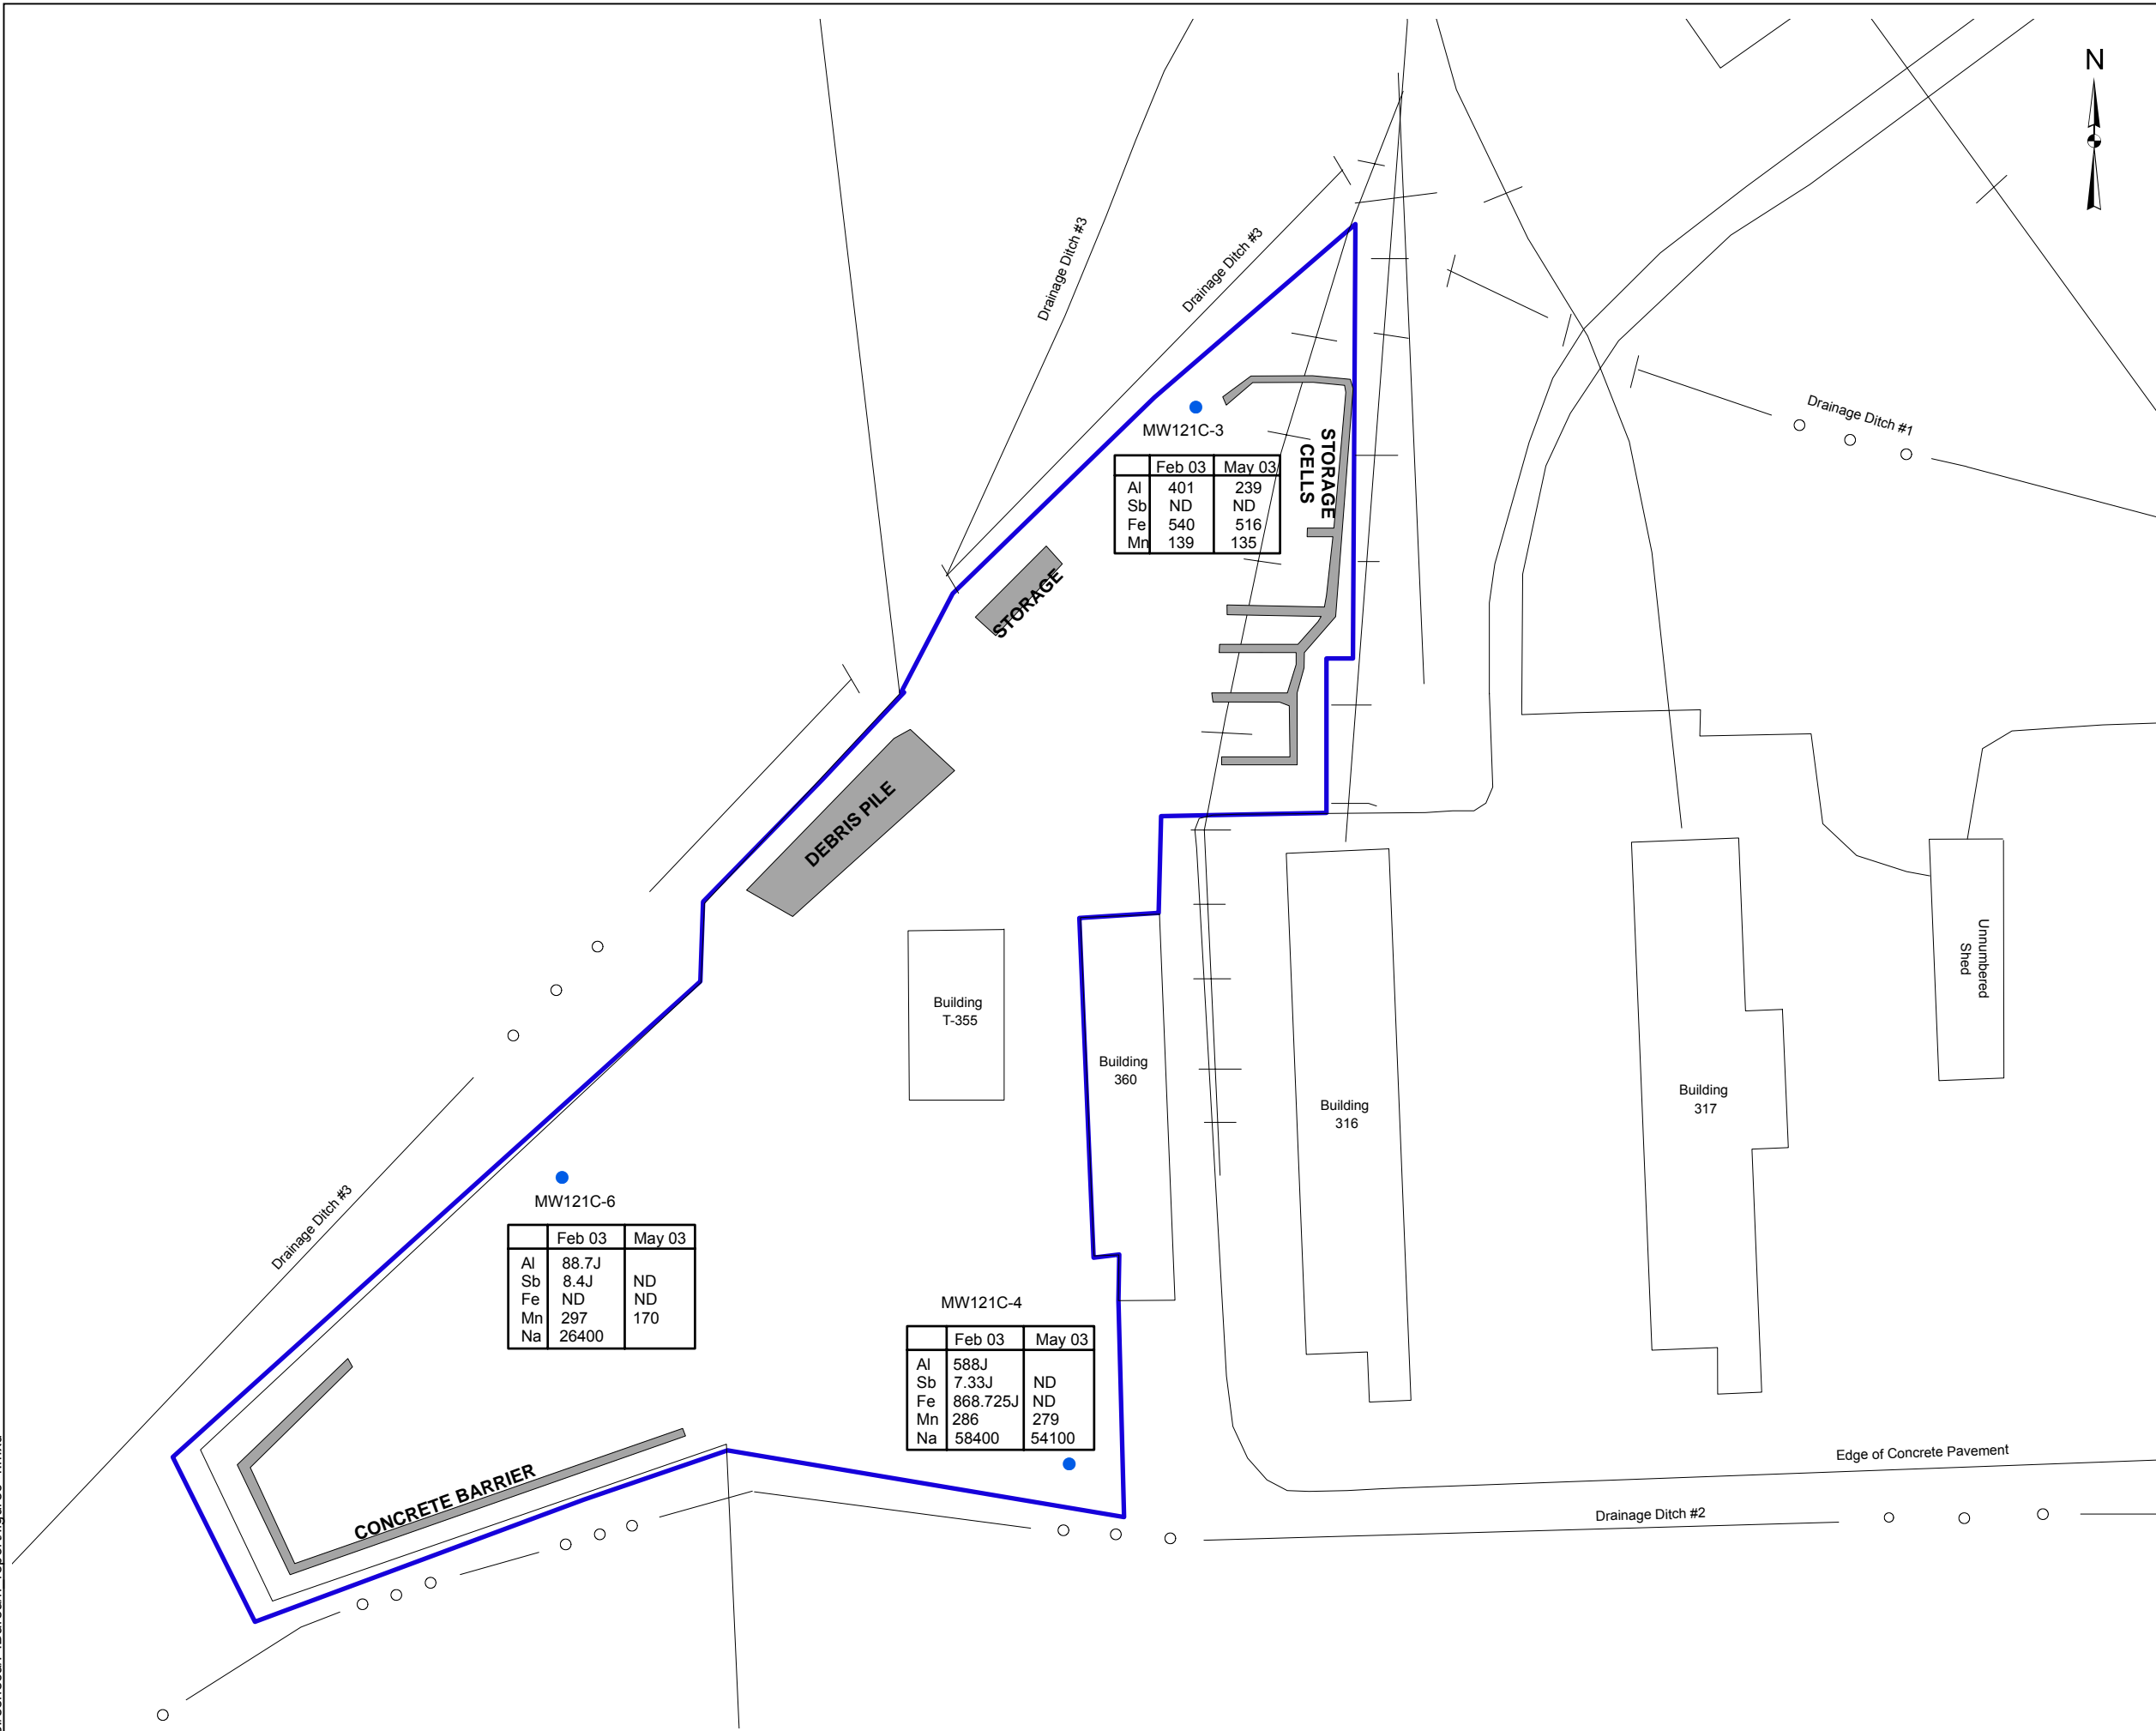 N
Drainage Ditch #3
Drainage Ditch #3
Drainage Ditch #1
MW121C-3
Feb 03 May 03
Al 401 239
Sb ND ND
Fe 540 516
Mn 139 135
STORAGE
CELLS
STORAGE
DEBRIS PILE
Building
T-355
Building
360
Building
316
Building
317
Unnumbered
Shed
Drainage Ditch #3
MW121C-6
Feb 03 May 03
Al 88.7J
Sb 8.4J ND
Fe ND ND
Mn 297 170
Na 26400
MW121C-4
Feb 03 May 03
Al 588J
Sb 7.33J ND
Fe 868.725J ND
Mn 286 279
Na 58400 54100
CONCRETE BARRIER
Edge of Concrete Pavement
Drainage Ditch #2